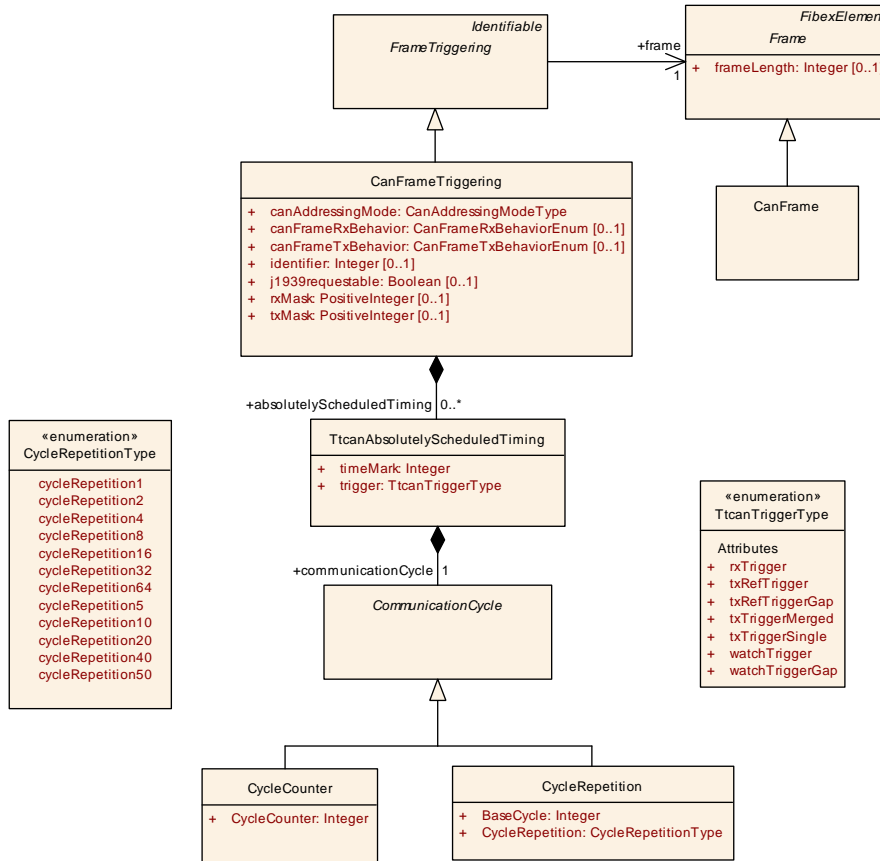 Identifiable
FrameTriggering
+frame
1
FibexElemen
Frame
+ frameLength: Integer [0..1
CanFrameTriggering
+ canAddressingMode: CanAddressingModeType
+ canFrameRxBehavior: CanFrameRxBehaviorEnum [0..1]
+ canFrameTxBehavior: CanFrameTxBehaviorEnum [0..1]
+ identifier: Integer [0..1]
+ j1939requestable: Boolean [0..1]
+ rxMask: PositiveInteger [0..1]
+ txMask: PositiveInteger [0..1]
CanFrame
+absolutelyScheduledTiming 0..*
«enumeration»
CycleRepetitionType
cycleRepetition1
cycleRepetition2
cycleRepetition4
cycleRepetition8
cycleRepetition16
cycleRepetition32
cycleRepetition64
cycleRepetition5
cycleRepetition10
cycleRepetition20
cycleRepetition40
cycleRepetition50
TtcanAbsolutelyScheduledTiming
+ timeMark: Integer
+ trigger: TtcanTriggerType
«enumeration»
TtcanTriggerType
Attributes
+ rxTrigger
+ txRefTrigger
+ txRefTriggerGap
+ txTriggerMerged
+ txTriggerSingle
+ watchTrigger
+ watchTriggerGap
+communicationCycle 1
CommunicationCycle
CycleCounter
+ CycleCounter: Integer
CycleRepetition
+ BaseCycle: Integer
+ CycleRepetition: CycleRepetitionType